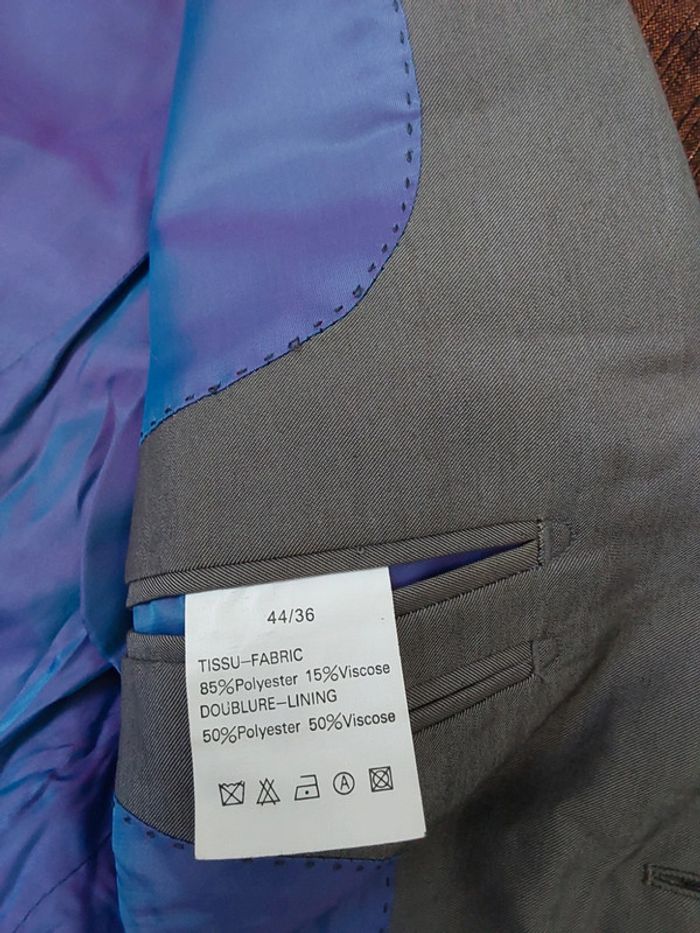 44/36
TISSU-FABRIC
85%Polyester 15%Viscose
DOUBLURE-LINING
50%Polyester 50%Viscose
A